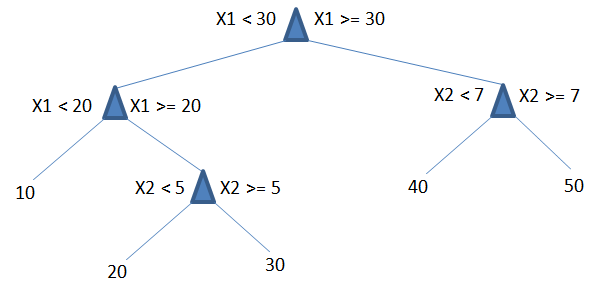 X1 < 30 X1 >= 30
X1 < 20 X1 >= 20
X2 < 7 X2 >= 7
10
X2 < 5 X2 >= 5
40
50
20
30